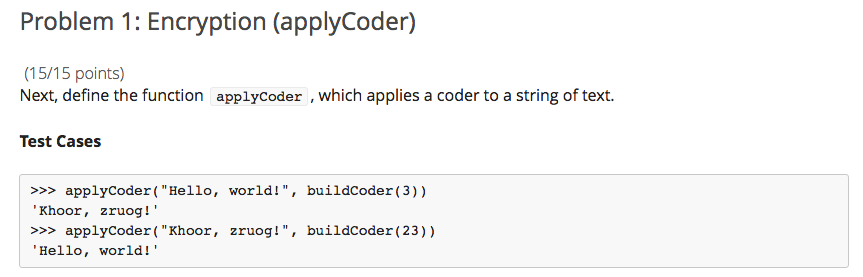 Problem 1: Encryption (applyCoder)
(15/15 points)
Next, define the function applyCoder, which applies a coder to a string of text.
Test Cases
>>> applyCoder("Hello, world!", buildCoder(3))
'Khoor, zruog!'
>>> applyCoder("Khoor, zruog!", buildCoder(23))
'Hello, world!'